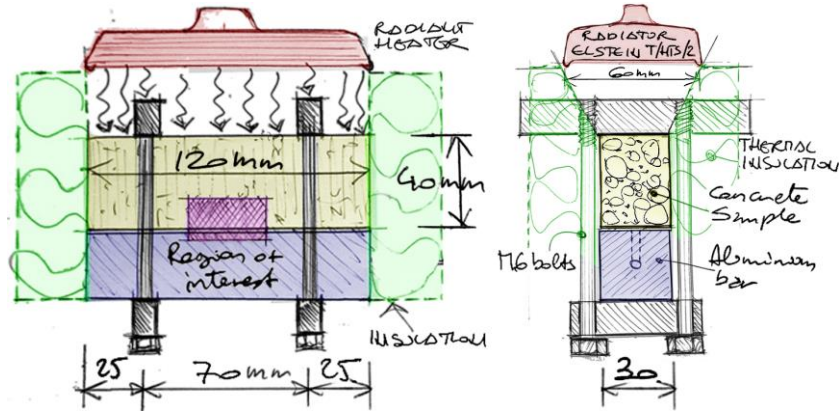 RADIANT
HEATER
120mm
40mm
Region of
interest
INSULATION
25
70mm
25
RADIATOR
ELSTEIN T/HTS/2
60mm
THERMAL
INSULATION
Concrete
Sample
M6 bolts
Aluminium
bar
30